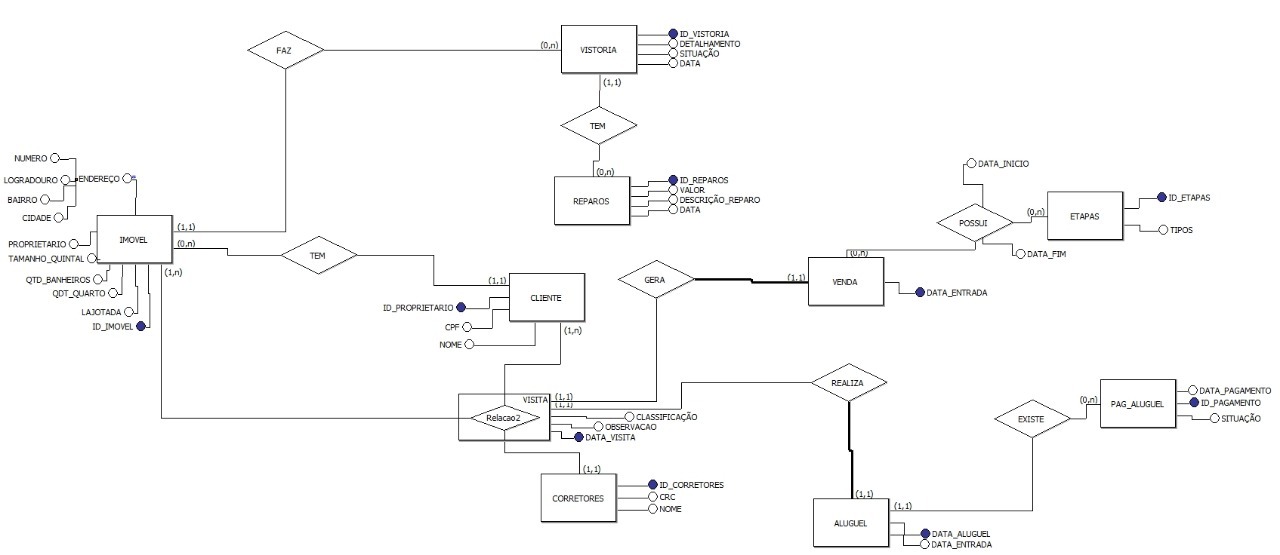 FAZ
(0,n)
VISTORIA
ID_VISTORIA
DETALHAMENTO
SITUAÇÃO
DATA
(1,1)
TEM
(0,n)
REPAROS
ID_REPAROS
VALOR
DESCRIÇÃO_REPARO
DATA
NUMERO
LOGRADOURO
ENDEREÇO
BAIRRO
CIDADE
IMOVEL
(1,1)
(0,n)
(1,n)
PROPRIETARIO
TAMANHO_QUINTAL
QTD_BANHEIROS
QDT_QUARTO
LAJOTADA
ID_IMOVEL
TEM
(1,1)
CLIENTE
ID_PROPRIETARIO
CPF
NOME
(1,n)
GERA
(1,1)
VENDA
(0,n)
DATA_ENTRADA
DATA_INICIO
POSSUI
DATA_FIM
(0,n)
ETAPAS
ID_ETAPAS
TIPOS
VISITA
Relacao2
(1,1)
(1,1)
CLASSIFICAÇÃO
OBSERVACAO
DATA_VISITA
(1,1)
CORRETORES
ID_CORRETORES
CRC
NOME
REALIZA
(1,1)
ALUGUEL
(1,1)
DATA_ALUGUEL
DATA_ENTRADA
EXISTE
(0,n)
PAG_ALUGUEL
DATA_PAGAMENTO
ID_PAGAMENTO
SITUAÇÃO